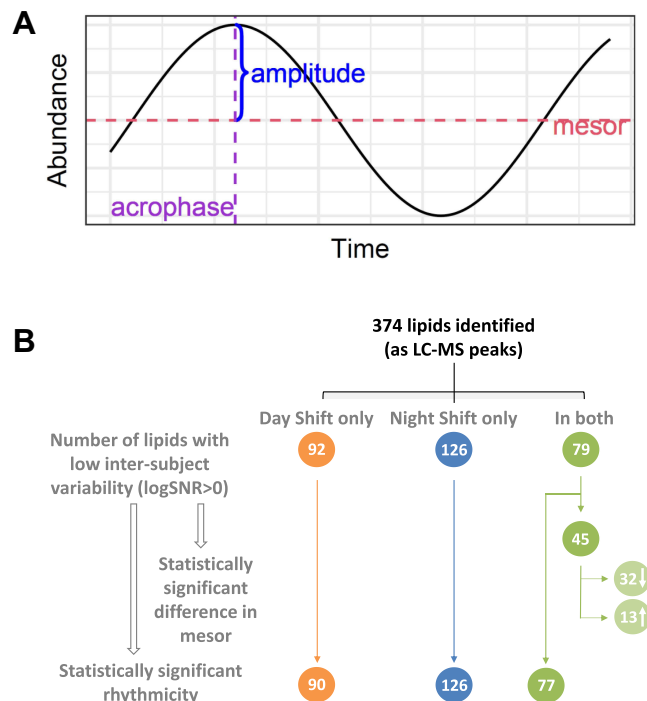 A
Abundance
amplitude
mesor
acrophase
Time
B
374 lipids identified
(as LC-MS peaks)
Day Shift only
Night Shift only
In both
Number of lipids with
low inter-subject
variability (logSNR>0)
92
126
79
45
32↓
13↑
Statistically
significant
difference in
mesor
Statistically significant
rhythmicity
90
126
77